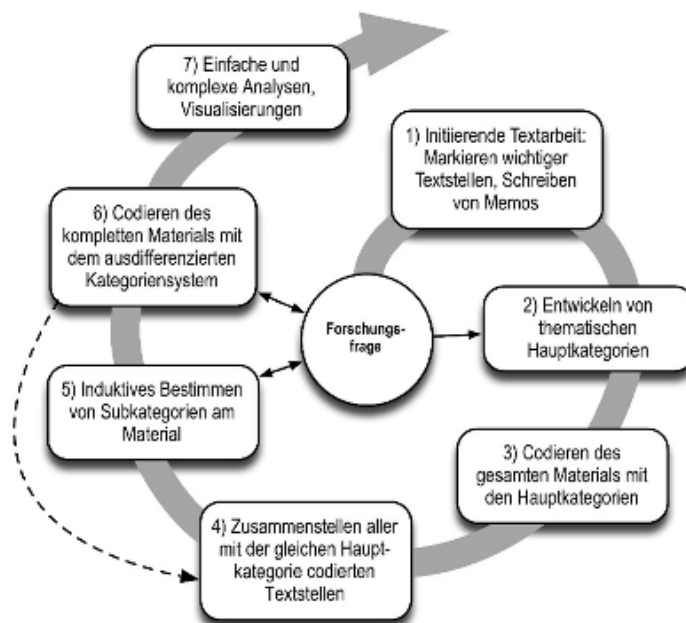 7) Einfache und
komplexe Analysen,
Visualisierungen
1) Initiierende Textarbeit:
Markieren wichtiger
Textstellen, Schreiben
von Memos
6) Codieren des
kompletten Materials mit
dem ausdifferenzierten
Kategoriensystem
Forschungs-
frage
2) Entwickeln von
thematischen
Hauptkategorien
5) Induktives Bestimmen
von Subkategorien am
Material
3) Codieren des
gesamten Materials mit
den Hauptkategorien
4) Zusammenstellen aller
mit der gleichen Haupt-
kategorie codierten
Textstellen